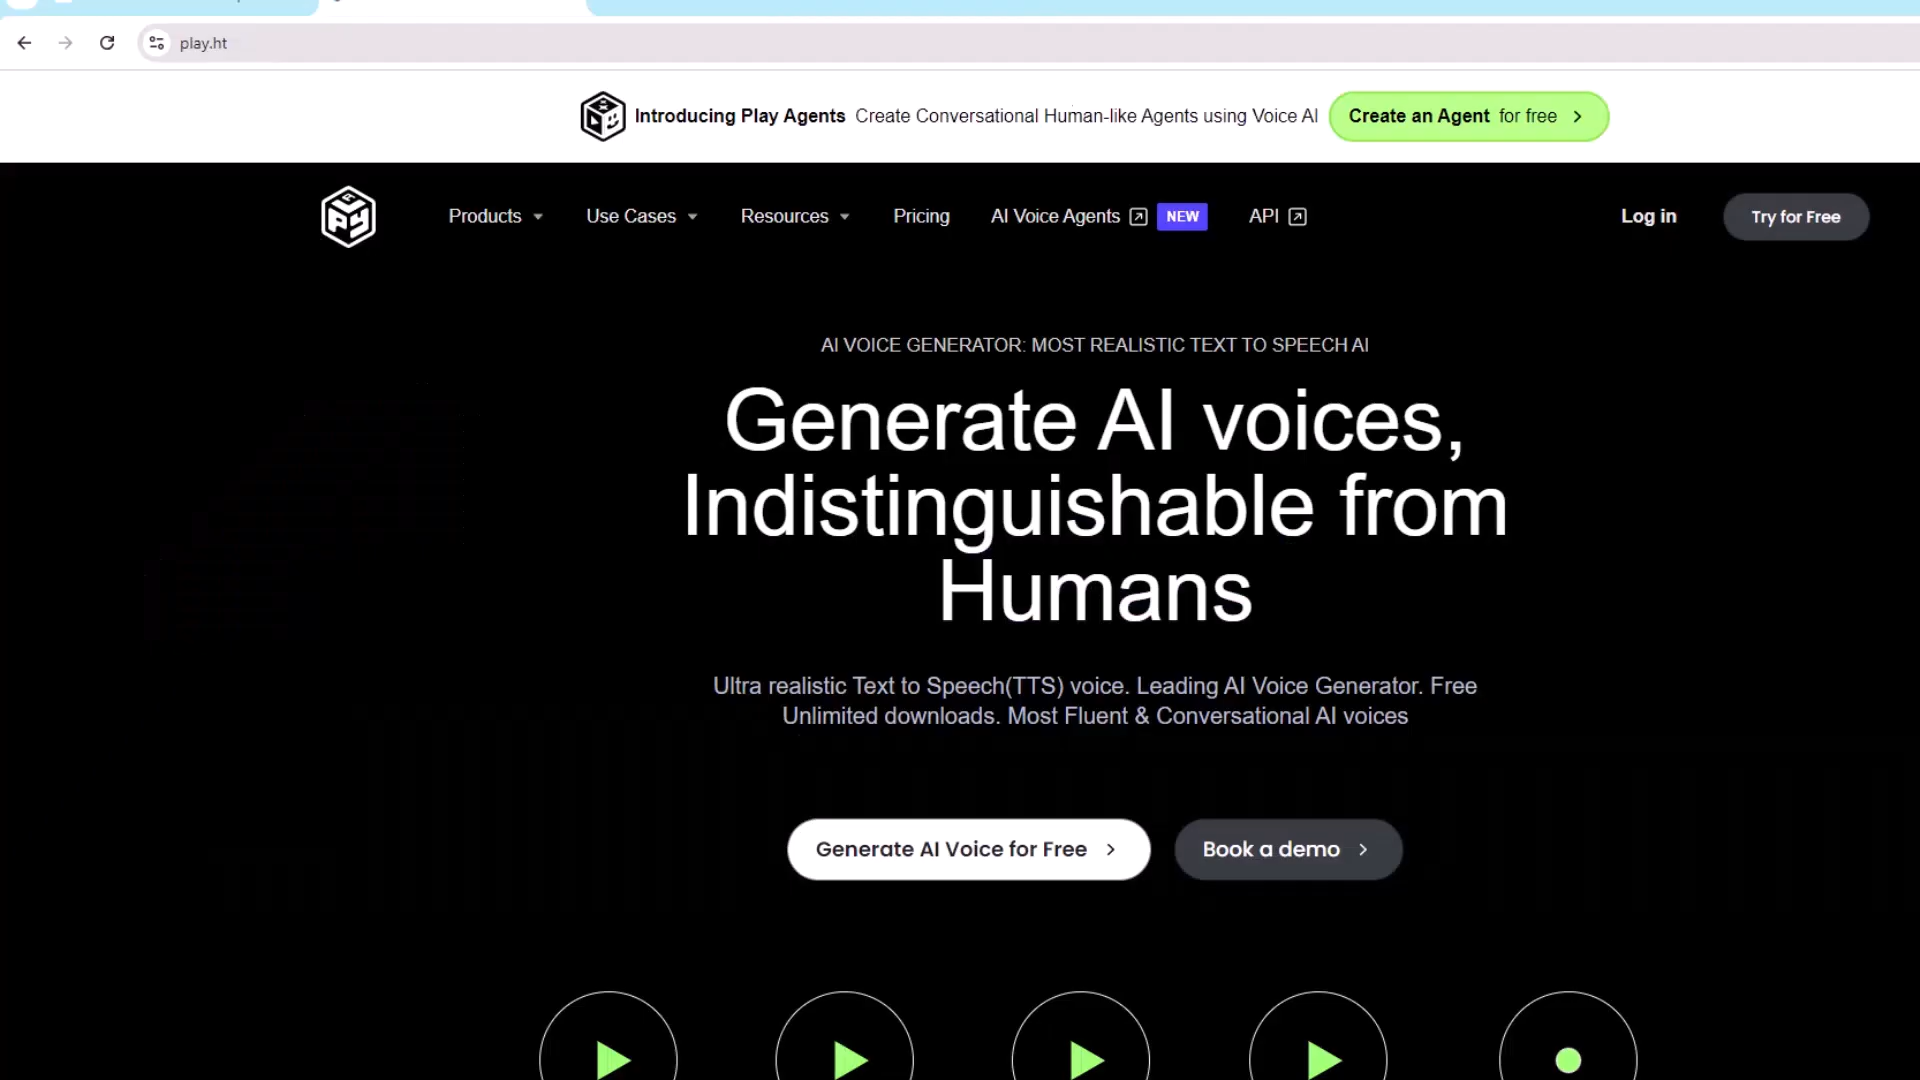 play.ht
Introducing Play Agents Create Conversational Human-like Agents using Voice AI Create an Agent for free
Products Use Cases Resources Pricing AI Voice Agents NEW API Log in Try for Free
AI VOICE GENERATOR: MOST REALISTIC TEXT TO SPEECH AI
Generate AI voices,
Indistinguishable from
Humans
Ultra realistic Text to Speech(TTS) voice. Leading AI Voice Generator. Free
Unlimited downloads. Most Fluent & Conversational AI voices
Generate AI Voice for Free Book a demo